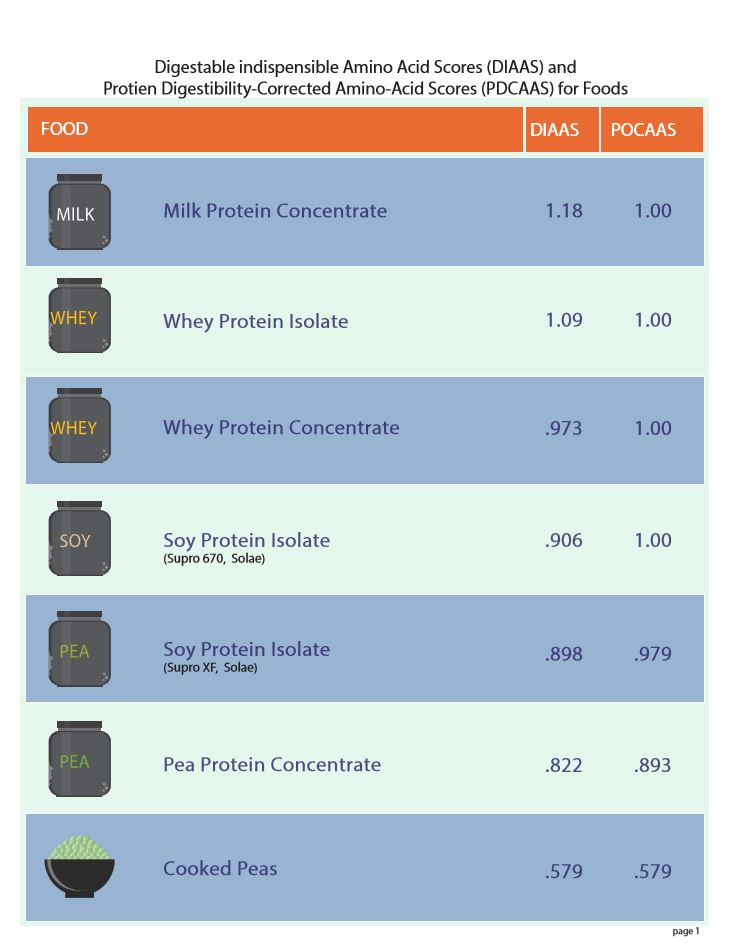 Digestable indispensible Amino Acid Scores (DIAAS) and
Protien Digestibility-Corrected Amino-Acid Scores (PDCAAS) for Foods
FOOD DIAAS POCAAS
MILK Milk Protein Concentrate 1.18 1.00
WHEY Whey Protein Isolate 1.09 1.00
WHEY Whey Protein Concentrate .973 1.00
SOY Soy Protein Isolate .906 1.00
(Supro 670, Solae)
PEA Soy Protein Isolate .898 .979
(Supro XF, Solae)
PEA Pea Protein Concentrate .822 .893
Cooked Peas .579 .579
page 1